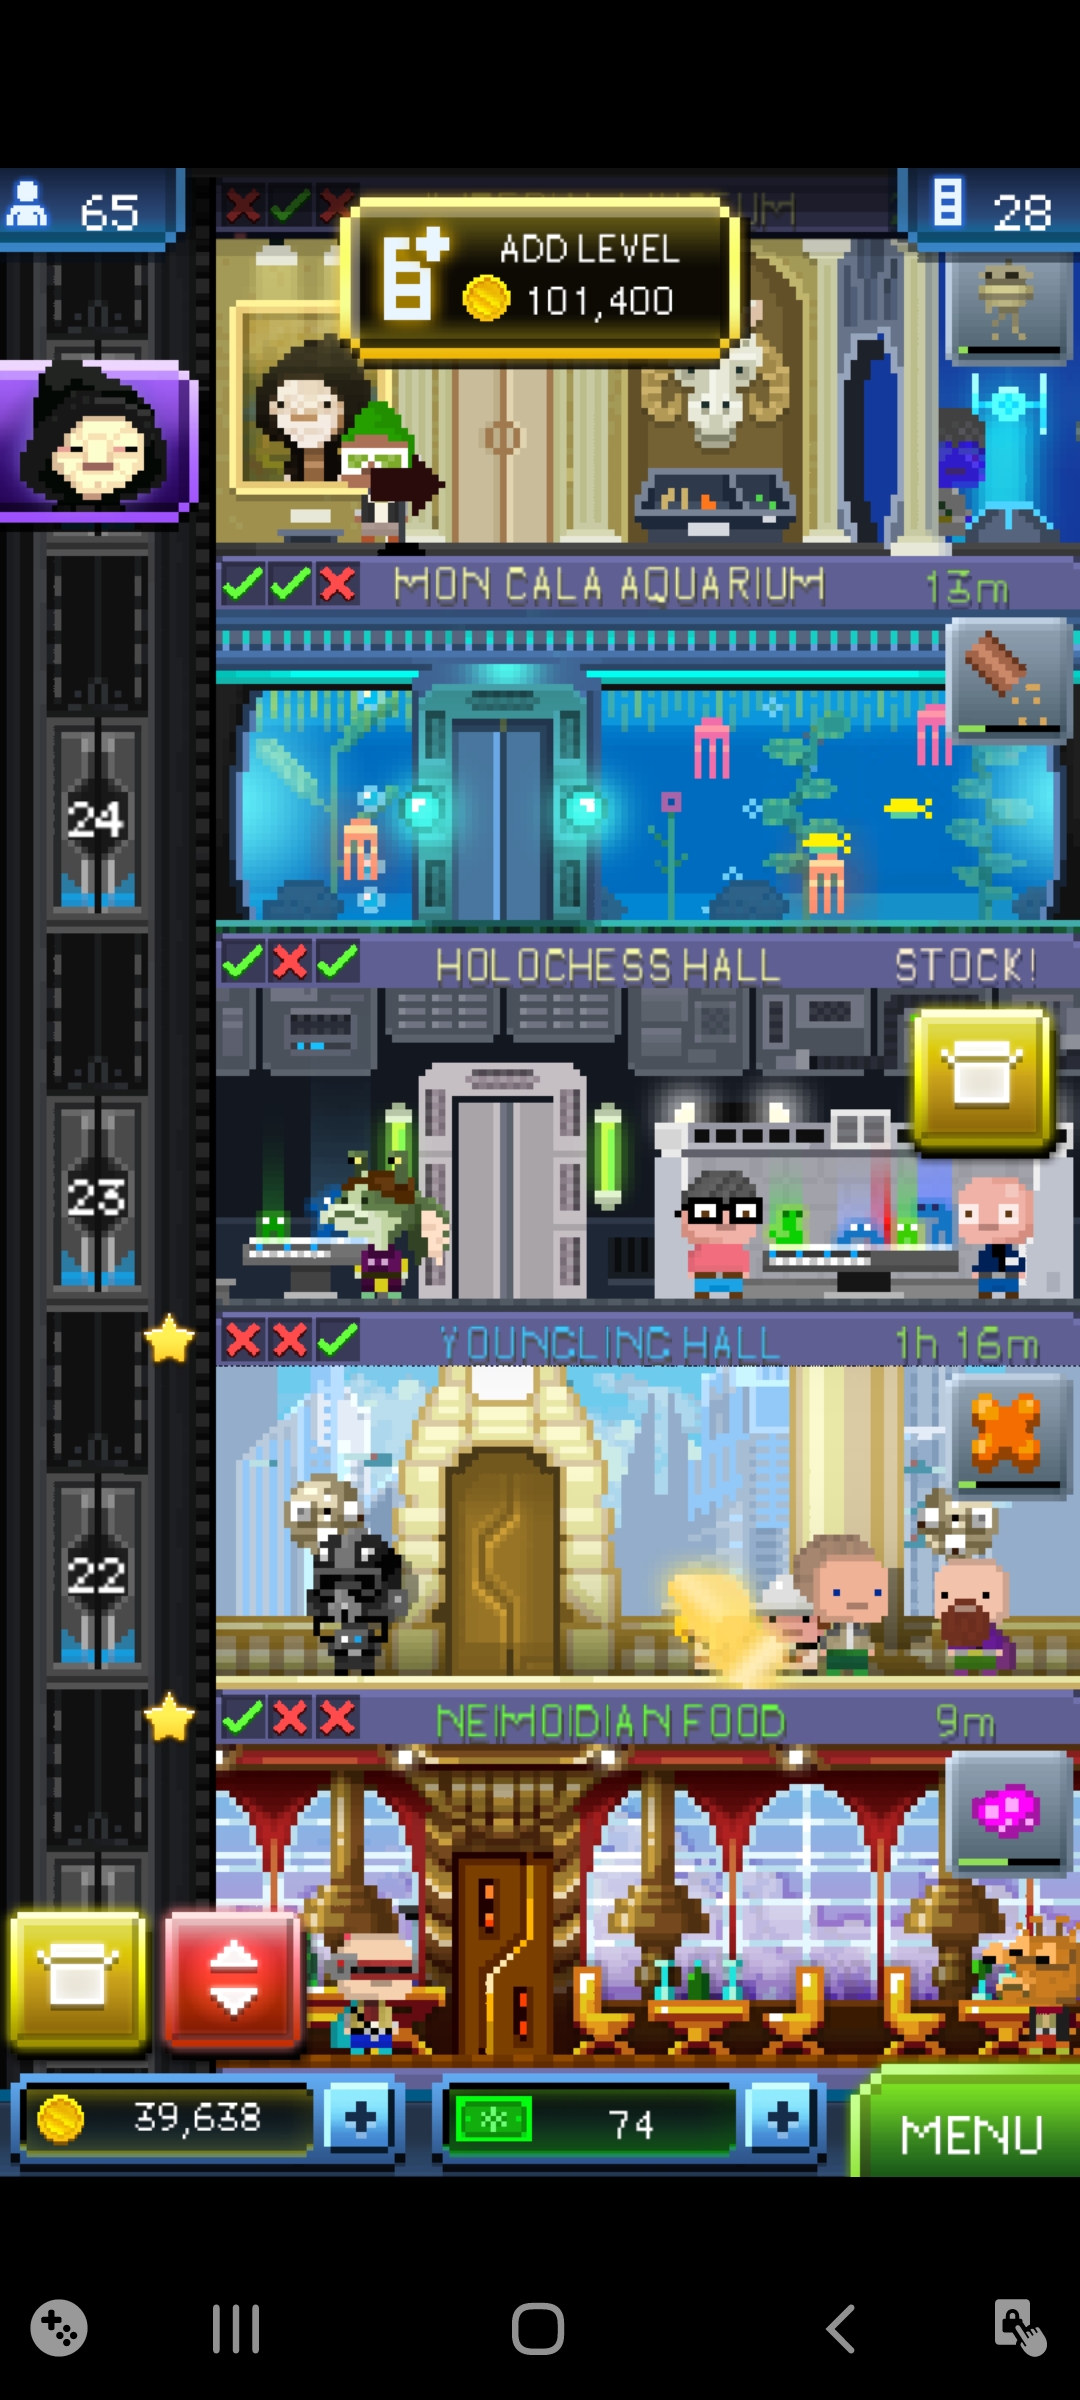 65
28
ADD LEVEL
101,400
MON CALA AQUARIUM 13m
24
HOLOCHESS HALL STOCK!
23
YOUNGLING HALL 1h 16m
22
NEIMOIDIAN FOOD 9m
39,638
74
MENU